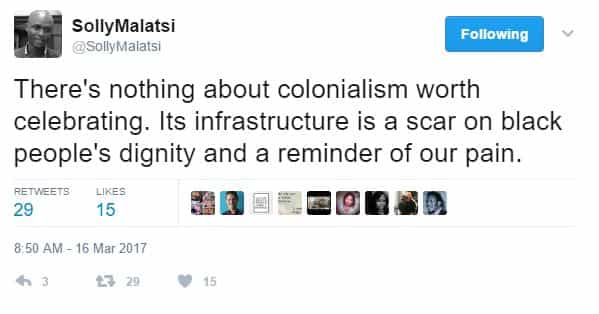 SollyMalatsi
@SollyMalatsi
Following
There's nothing about colonialism worth
celebrating. Its infrastructure is a scar on black
people's dignity and a reminder of our pain.
RETWEETS LIKES
29 15
8:50 AM - 16 Mar 2017
3 29 15